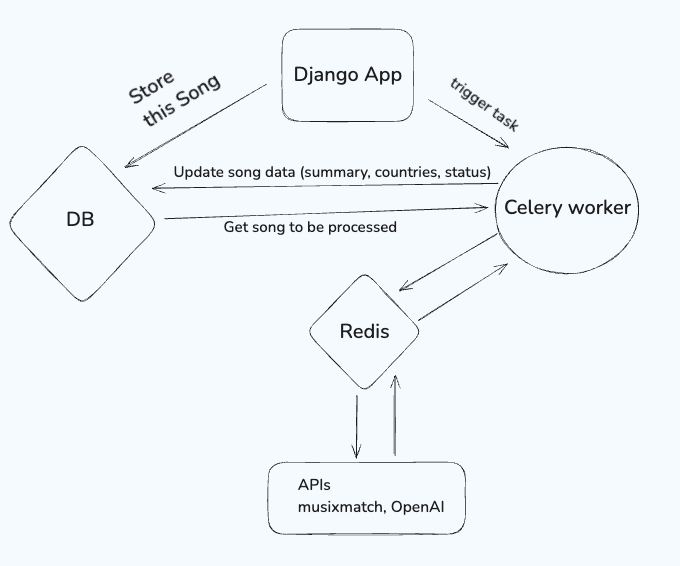 Django App
Store
this Song
trigger task
Update song data (summary, countries, status)
DB
Celery worker
Get song to be processed
Redis
APIs
musixmatch, OpenAI